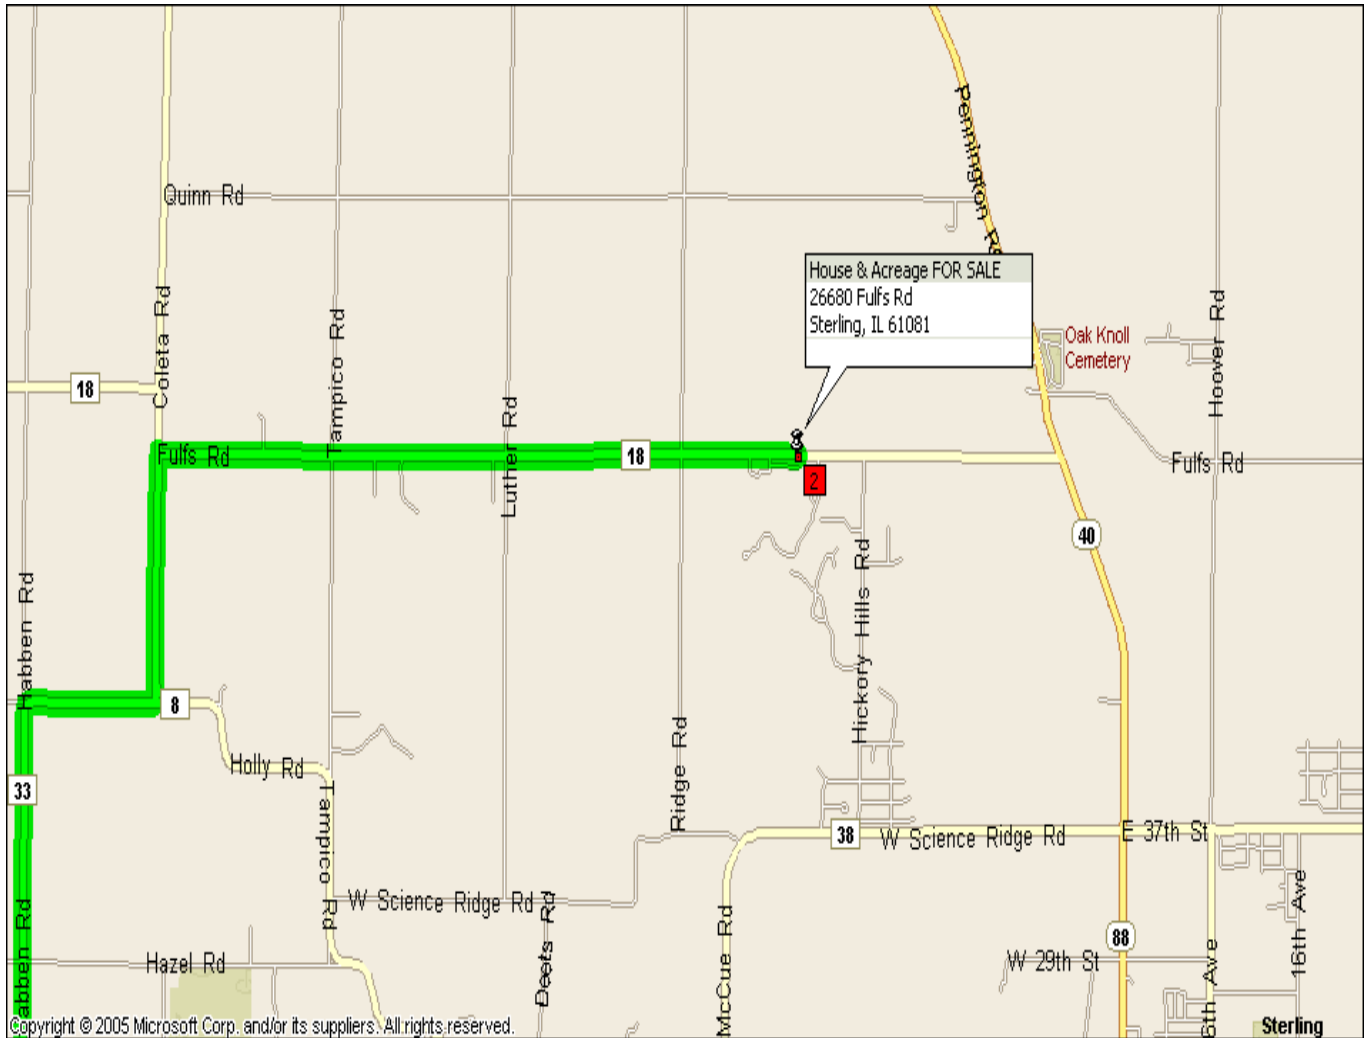 Pennington Rd
Quinn Rd
House & Acreage FOR SALE
26680 Fulfs Rd
Sterling, IL 61081
Coleta Rd
Tampico Rd
Hoover Rd
Oak Knoll
Cemetery
18
Luther Rd
Fulfs Rd
18
Fulfs Rd
2
40
Habben Rd
Hickory Hills Rd
8
Holly Rd
33
Tampico Rd
Ridge Rd
38
W Science Ridge Rd
E 37th St
W Science Ridge Rd
Deets Rd
McCue Rd
88
16th Ave
Habben Rd
Hazel Rd
W 29th St
6th Ave
Copyright © 2005 Microsoft Corp. and/or its suppliers. All rights reserved.
Sterling